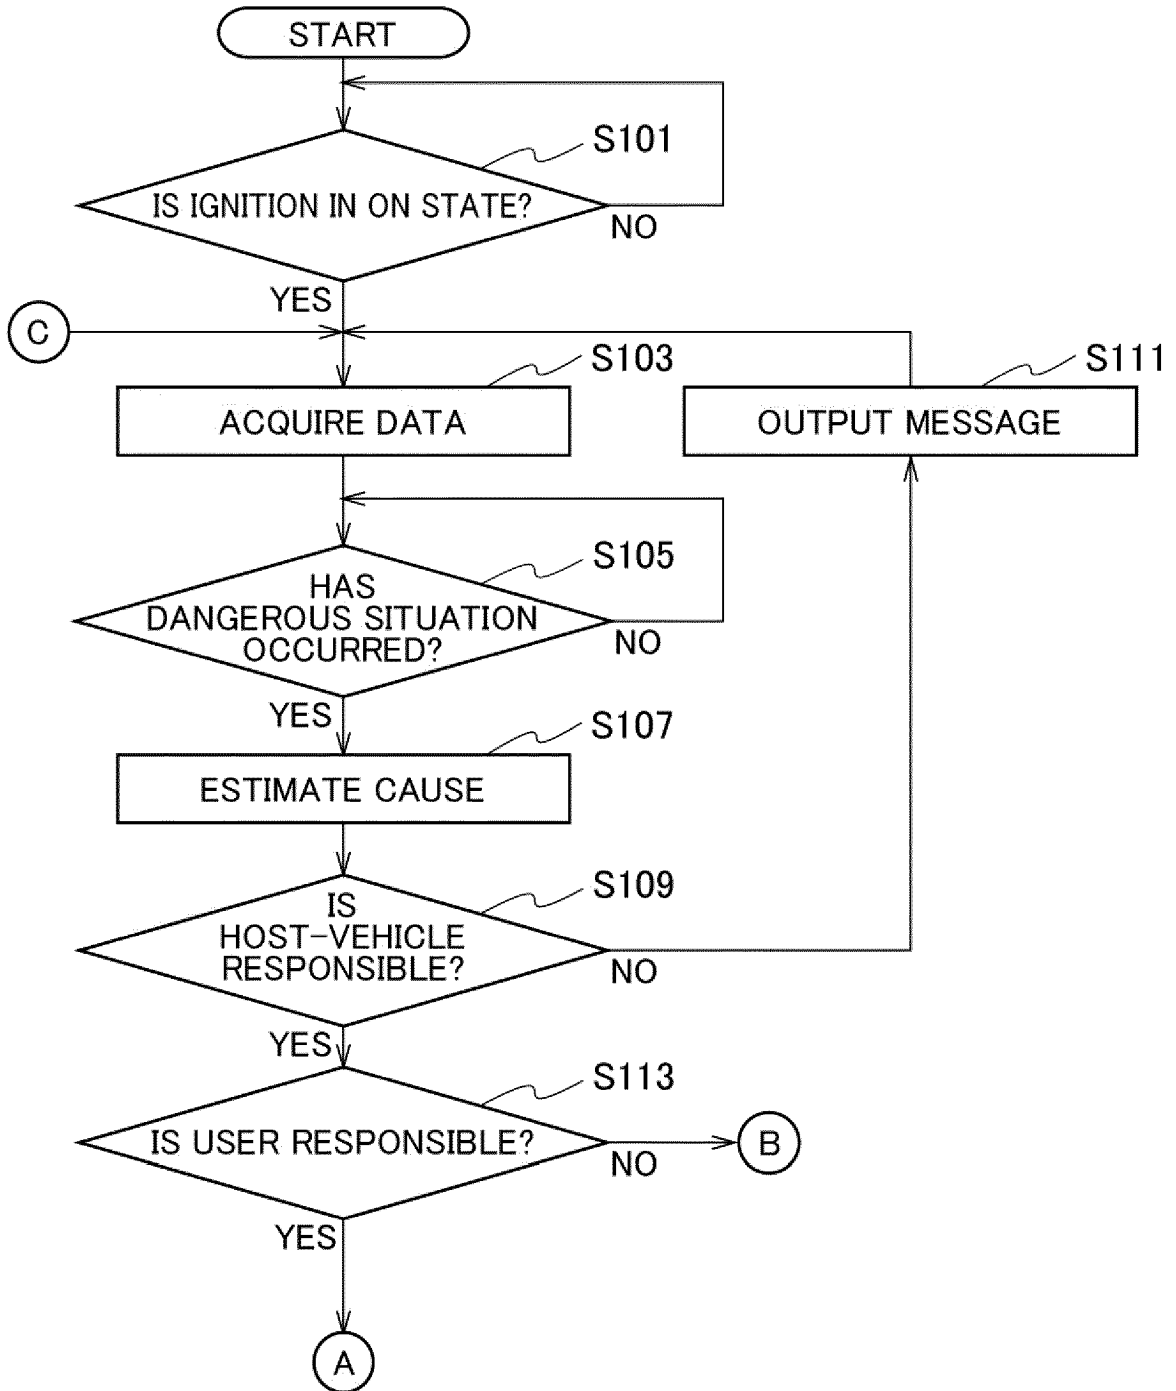 START
S101
IS IGNITION IN ON STATE?
NO
YES
C
S103
S111
ACQUIRE DATA
OUTPUT MESSAGE
S105
HAS
DANGEROUS SITUATION
OCCURRED?
NO
YES
S107
ESTIMATE CAUSE
S109
IS
HOST-VEHICLE
RESPONSIBLE?
NO
YES
S113
IS USER RESPONSIBLE?
B
NO
YES
A